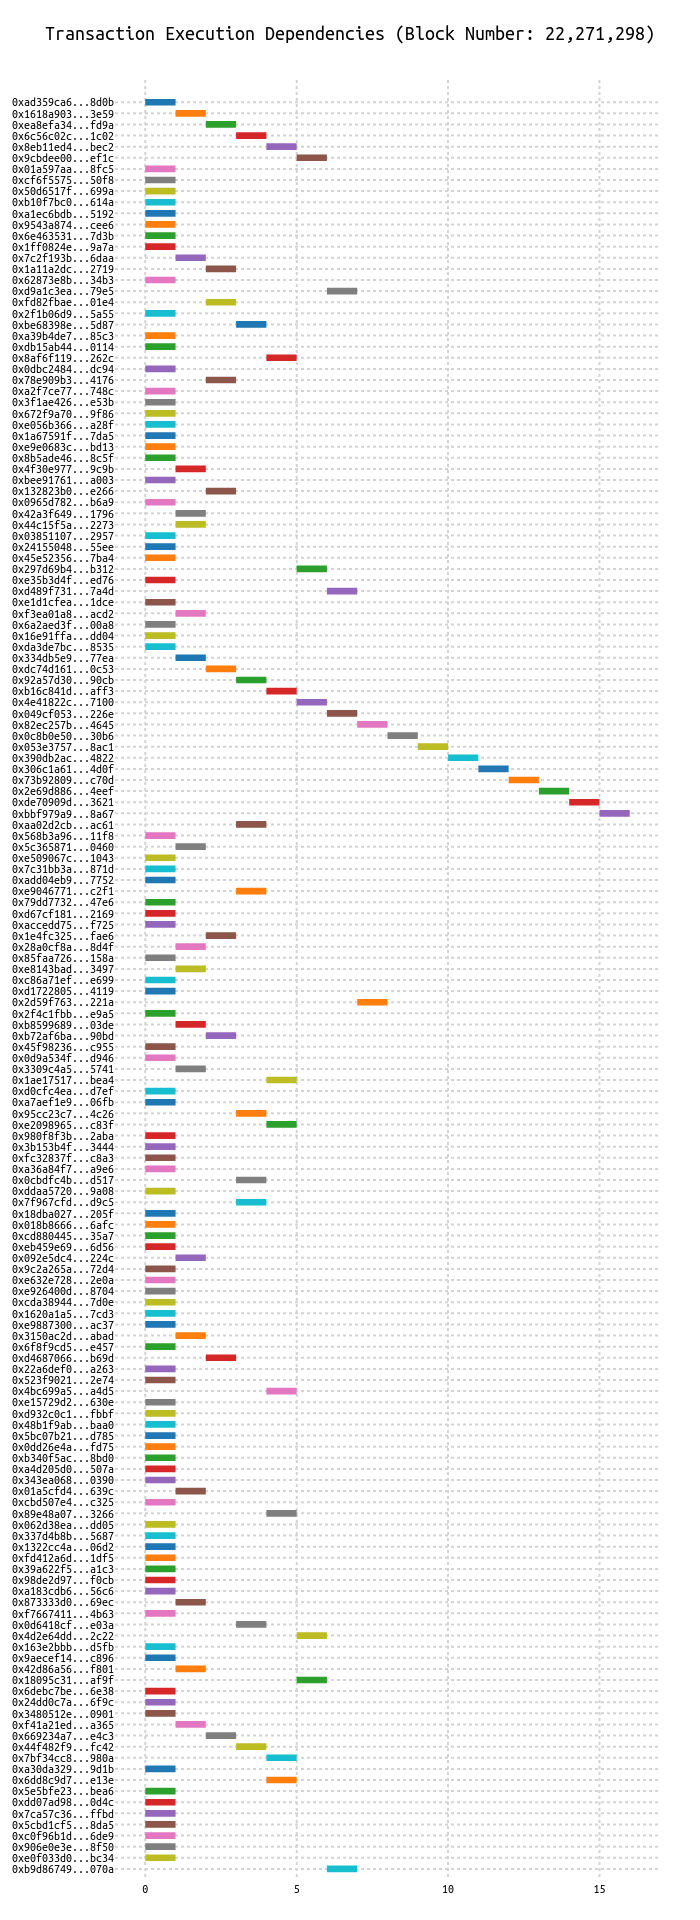 Transaction Execution Dependencies (Block Number: 22,271,298)
0xad359ca6...8d0b
0x1618a903...3e59
0xea8efa34...fd9a
0x6c56c02c...1c02
0x8eb11ed4...bec2
0x9cbdee00...ef1c
0x01a597aa...8fc5
0xcf6f5575...50f8
0x50d6517f...699a
0xb10f7bc0...614a
0xa1ec6bdb...5192
0x9543a874...cee6
0x6e463531...7d3b
0x1ff0824e...9a7a
0x7c2f193b...6daa
0x1a11a2dc...2719
0x62873e8b...34b3
0xd9a1c3ea...79e5
0xfd82fbae...01e4
0x2f1b06d9...5a55
0xbe68398e...5d87
0xa39b4de7...85c3
0xdb15ab44...0114
0x8af6f119...262c
0x0dbc2484...dc94
0x78e909b3...4176
0xa2f7ce77...748c
0x3f1ae426...e53b
0x672f9a70...9f86
0xe056b366...a28f
0x1a67591f...7da5
0xe9e0683c...bd13
0x8b5ade46...8c5f
0x4f30e977...9c9b
0xbee91761...a003
0x132823b0...e266
0x0965d782...b6a9
0x42a3f649...1796
0x44c15f5a...2273
0x03851107...2957
0x24155048...55ee
0x45e52356...7ba4
0x297d69b4...b312
0xe35b3d4f...ed76
0xd489f731...7a4d
0xe1d1cfea...1dce
0xf3ea01a8...acd2
0x6a2aed3f...00a8
0x16e91ffa...dd04
0xda3de7bc...8535
0x334db5e9...77ea
0xdc74d161...0c53
0x92a57d30...90cb
0xb16c841d...aff3
0x4e41822c...7100
0x049cf053...226e
0x82ec257b...4645
0x0c8b0e50...30b6
0x053e3757...8ac1
0x390db2ac...4822
0x306c1a61...4d0f
0x73b92809...c70d
0x2e69d886...4eef
0xde70909d...3621
0xbbf979a9...8a67
0xaa02d2cb...ac61
0x568b3a96...11f8
0x5c365871...0460
0xe509067c...1043
0x7c31bb3a...871d
0xadd04eb9...7752
0xe9046771...c2f1
0x79dd7732...47e6
0xd67cf181...2169
0xaccedd75...f725
0x1e4fc325...fae6
0x28a0cf8a...8d4f
0x85faa726...158a
0xe8143bad...3497
0xc86a71ef...e699
0xd1722805...4119
0x2d59f763...221a
0x2f4c1fbb...e9a5
0xb8599689...03de
0xb72af6ba...90bd
0x45f98236...c955
0x0d9a534f...d946
0x3309c4a5...5741
0x1ae17517...bea4
0xd0cfc4ea...d7ef
0xa7aef1e9...06fb
0x95cc23c7...4c26
0xe2098965...c83f
0x980f8f3b...2aba
0x3b153b4f...3444
0xfc32837f...c8a3
0xa36a84f7...a9e6
0x0cbdfc4b...d517
0xddaa5720...9a08
0x7f967cfd...d9c5
0x18dba027...205f
0x018b8666...6afc
0xcd880445...35a7
0xeb459e69...6d56
0x092e5dc4...224c
0x9c2a265a...72d4
0xe632e728...2e0a
0xe926400d...8704
0xcda38944...7d0e
0x1620a1a5...7cd3
0xe9887300...ac37
0x3150ac2d...abad
0x6f8f9cd5...e457
0xd4687066...b69d
0x22a6def0...a263
0x523f9021...2e74
0x4bc699a5...a4d5
0xe15729d2...630e
0xd932c0c1...fbbf
0x48b1f9ab...baa0
0x5bc07b21...d785
0x0dd26e4a...fd75
0xb340f5ac...8bd0
0xa4d205d0...507a
0x343ea068...0390
0x01a5cfd4...639c
0xcbd507e4...c325
0x89e48a07...3266
0x062d38ea...dd05
0x337d4b8b...5687
0x1322cc4a...06d2
0xfd412a6d...1df5
0x39a622f5...a1c3
0x98de2d97...f0cb
0xa183cdb6...56c6
0x873333d0...69ec
0xf7667411...4b63
0x0d6418cf...e03a
0x4d2e64dd...2c22
0x163e2bbb...d5fb
0x9aecef14...c896
0x42d86a56...f801
0x18095c31...af9f
0x6debc7be...6e38
0x24dd0c7a...6f9c
0x3480512e...0901
0xf41a21ed...a365
0x669234a7...e4c3
0x44f482f9...fc42
0x7bf34cc8...980a
0xa30da329...9d1b
0x6dd8c9d7...e13e
0x5e5bfe23...bea6
0xdd07ad98...0d4c
0x7ca57c36...ffbd
0x5cbd1cf5...8da5
0xc0f96b1d...6de9
0x906e0e3e...8f50
0xe0f033d0...bc34
0xb9d86749...070a
0 5 10 15